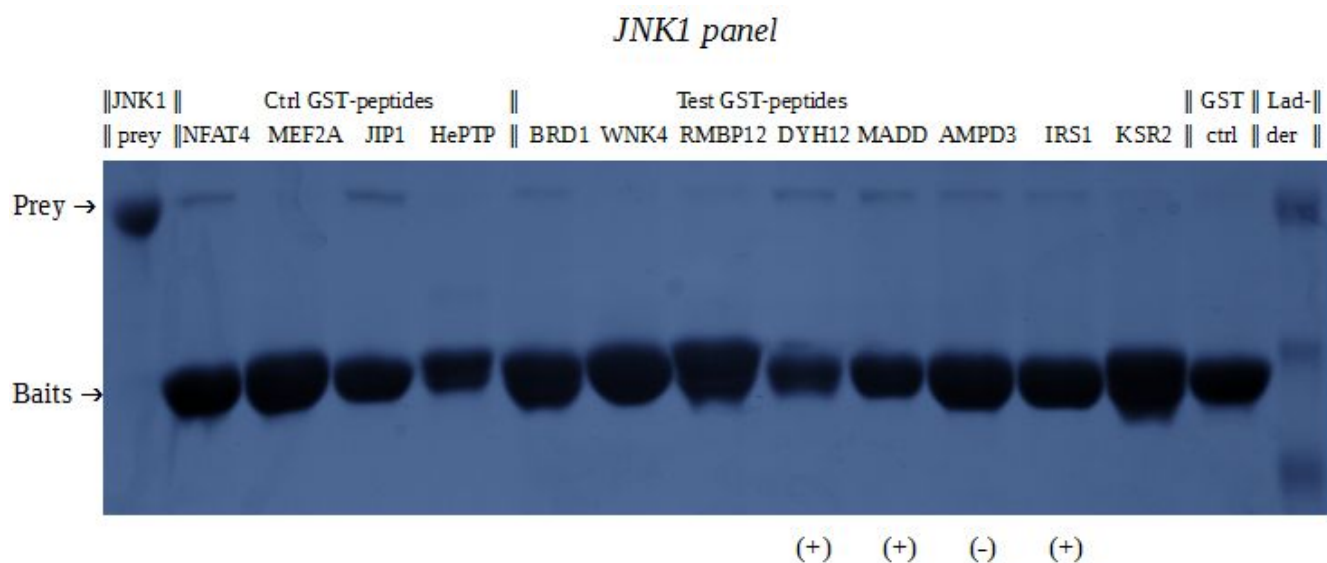 JNK1 panel
||JNK1 || Ctrl GST-peptides || Test GST-peptides || GST || Lad-||
|| prey ||NFAT4 MEF2A JIP1 HePTP || BRD1 WNK4 RMBP12 DYH12 MADD AMPD3 IRS1 KSR2 || ctrl || der ||
Prey →
Baits →
(+) (+) (-) (+)